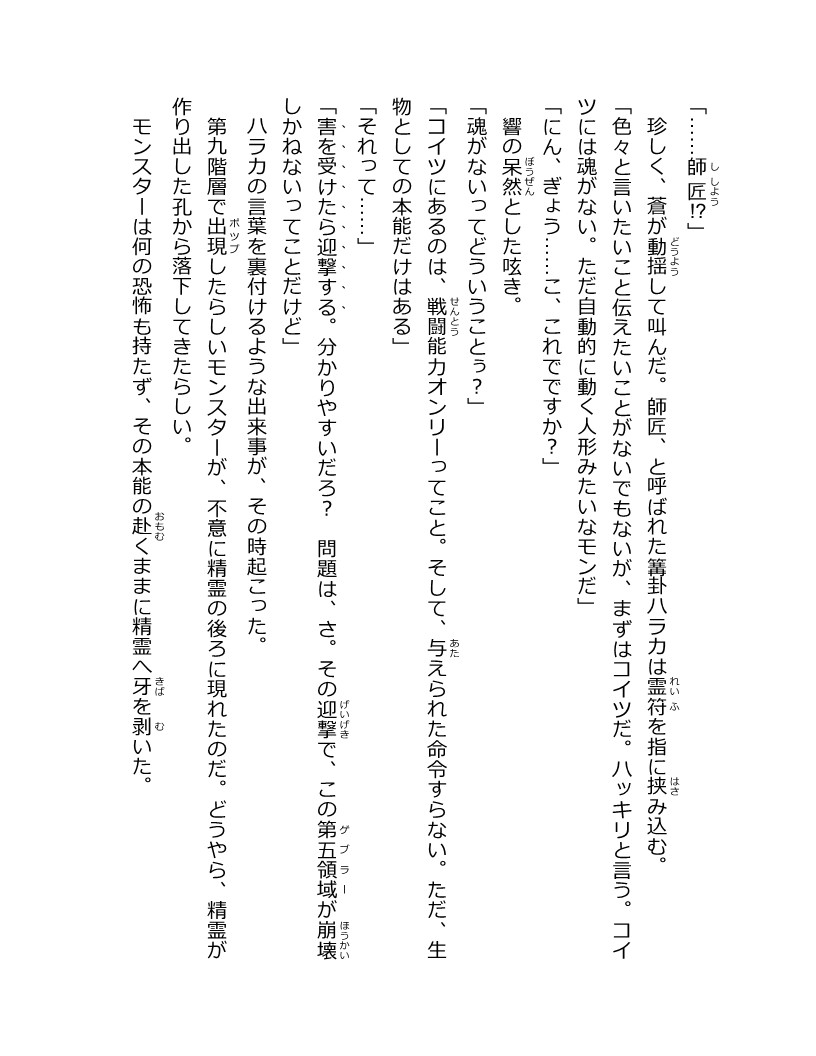 「……師匠!?」
珍しく、蒼が動揺して叫んだ。師匠、と呼ばれた篝卦ハラカは霊符を指に挟み込む。
「色々と言いたいこと伝えたいことがないでもないが、まずはコイツだ。ハッキリと言う。コイ
ツには魂がない。ただ自動的に動く人形みたいなモンだ」
「にん、ぎょう……こ、これでですか？」
響の呆然とした呟き。
「魂がないってどういうことぅ？」
「コイツにあるのは、戦闘能力オンリーってこと。そして、与えられた命令すらない。ただ、生
物としての本能だけはある」
「それって……」
「害を受けたら迎撃する。分かりやすいだろ？　問題は、さ。その迎撃で、この第五領域が崩壊
しかねないってことだけど」
ハラカの言葉を裏付けるような出来事が、その時起こった。
第九階層で出現したらしいモンスターが、不意に精霊の後ろに現れたのだ。どうやら、精霊が
作り出した孔から落下してきたらしい。
モンスターは何の恐怖も持たず、その本能の赴くままに精霊へ牙を剥いた。